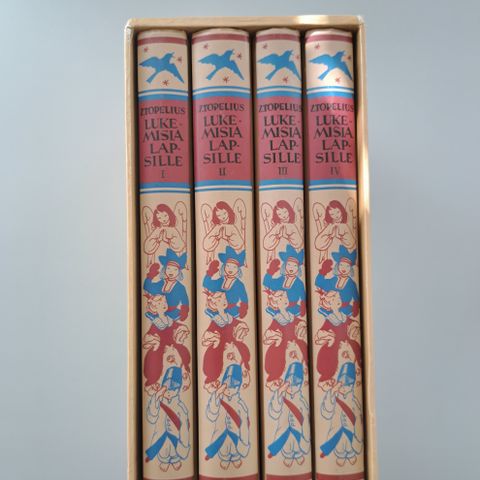 Z.TOPELIUS
LUKE-
MISIA
LAP-
SILLE
I
Z.TOPELIUS
LUKE-
MISIA
LAP-
SILLE
II
Z.TOPELIUS
LUKE-
MISIA
LAP-
SILLE
III
Z.TOPELIUS
LUKE-
MISIA
LAP-
SILLE
IV